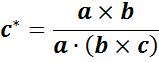 c* = a × b / a · (b × c)